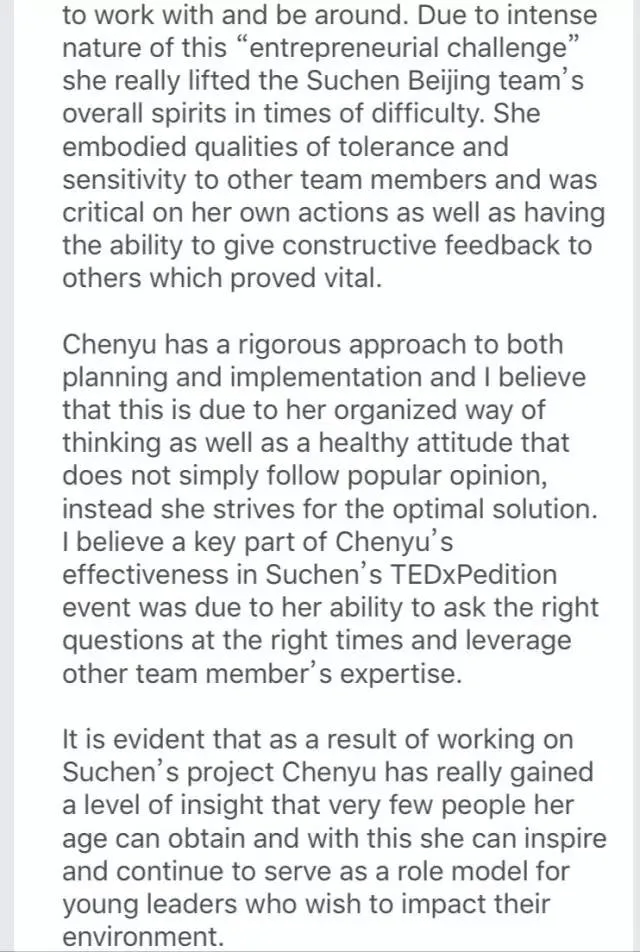 to work with and be around. Due to intense
nature of this “entrepreneurial challenge”
she really lifted the Suchen Beijing team’s
overall spirits in times of difficulty. She
embodied qualities of tolerance and
sensitivity to other team members and was
critical on her own actions as well as having
the ability to give constructive feedback to
others which proved vital.
Chenyu has a rigorous approach to both
planning and implementation and I believe
that this is due to her organized way of
thinking as well as a healthy attitude that
does not simply follow popular opinion,
instead she strives for the optimal solution.
I believe a key part of Chenyu’s
effectiveness in Suchen’s TEDxPedition
event was due to her ability to ask the right
questions at the right times and leverage
other team member’s expertise.
It is evident that as a result of working on
Suchen’s project Chenyu has really gained
a level of insight that very few people her
age can obtain and with this she can inspire
and continue to serve as a role model for
young leaders who wish to impact their
environment.